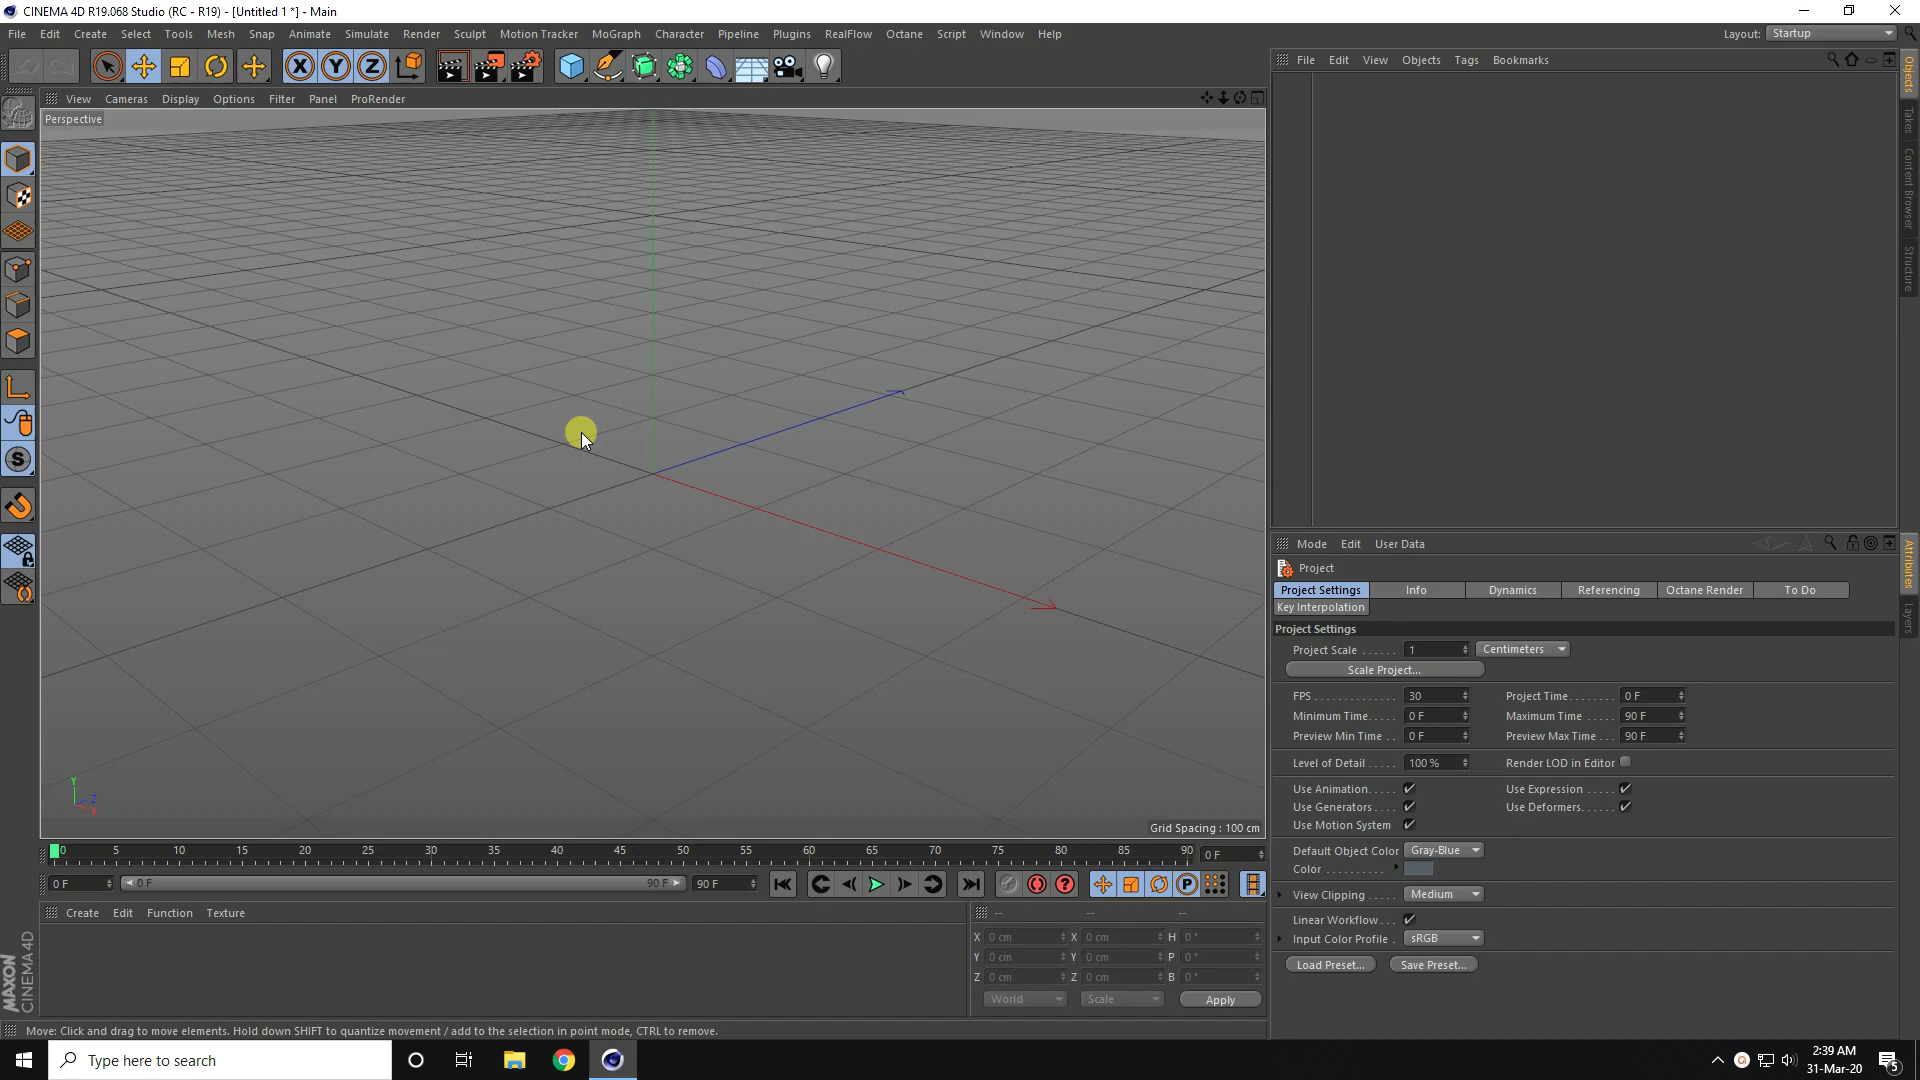 CINEMA 4D R19.068 Studio (RC - R19) - [Untitled 1 *] - Main
File Edit Create Select Tools Mesh Snap Animate Simulate Render Sculpt Motion Tracker MoGraph Character Pipeline Plugins RealFlow Octane Script Window Help
Layout: Startup
X Y Z
File Edit View Objects Tags Bookmarks
View Cameras Display Options Filter Panel ProRender
Perspective
Objects
Takes
Content Browser
Structure
Y
Z
X
Grid Spacing : 100 cm
Mode Edit User Data
Project
Project Settings Info Dynamics Referencing Octane Render To Do
Key Interpolation
Attributes
Layers
Project Settings
Project Scale . . . . . . 1 Centimeters
Scale Project...
FPS . . . . . . . . . . . . . . 30 Project Time . . . . . . . 0 F
Minimum Time. . . . . 0 F Maximum Time . . . . . 90 F
Preview Min Time . . 0 F Preview Max Time . . . 90 F
Level of Detail . . . . . 100 % Render LOD in Editor
Use Animation. . . . . Use Expression . . . . .
Use Generators . . . . Use Deformers. . . . . .
Use Motion System
Default Object Color Gray-Blue
Color . . . . . . . . . .
View Clipping . . . . . Medium
Linear Workflow . . .
Input Color Profile . sRGB
Load Preset... Save Preset...
0 5 10 15 20 25 30 35 40 45 50 55 60 65 70 75 80 85 90 0 F
0 F 0 F 90 F 90 F
P
S
Create Edit Function Texture
-- -- --
X 0 cm X 0 cm H 0 °
Y 0 cm Y 0 cm P 0 °
Z 0 cm Z 0 cm B 0 °
World Scale Apply
MAXON
CINEMA 4D
Move: Click and drag to move elements. Hold down SHIFT to quantize movement / add to the selection in point mode, CTRL to remove.
Type here to search
2:39 AM
31-Mar-20
5